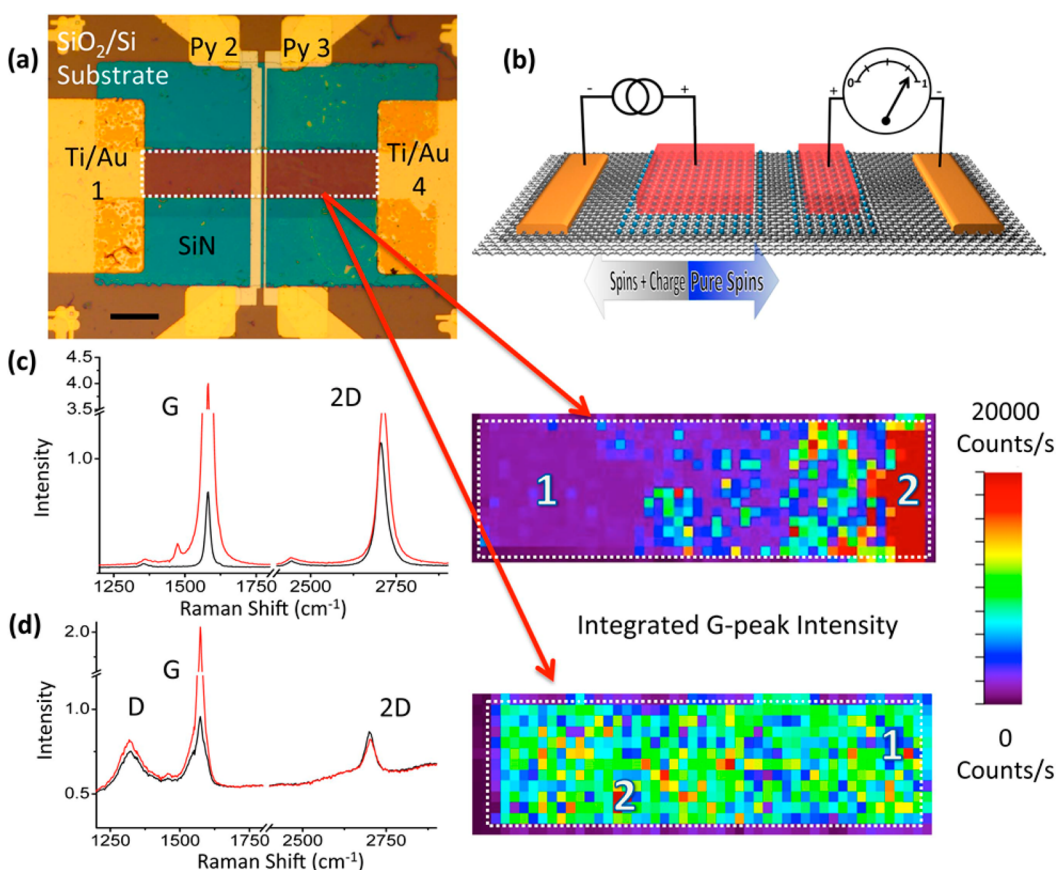 (a)
SiO₂/Si
Substrate
Py 2
Py 3
Ti/Au
1
Ti/Au
4
SiN
(b)
-
+
+
-
0
1
Spins + Charge
Pure Spins
(c)
4.5
4.0
3.5
1.0
G
2D
Intensity
1250
1500
1750
2500
2750
Raman Shift (cm⁻¹)
1
2
20000
Counts/s
Integrated G-peak Intensity
0
Counts/s
(d)
2.0
1.0
0.5
D
G
2D
Intensity
1250
1500
1750
2500
2750
Raman Shift (cm⁻¹)
1
2